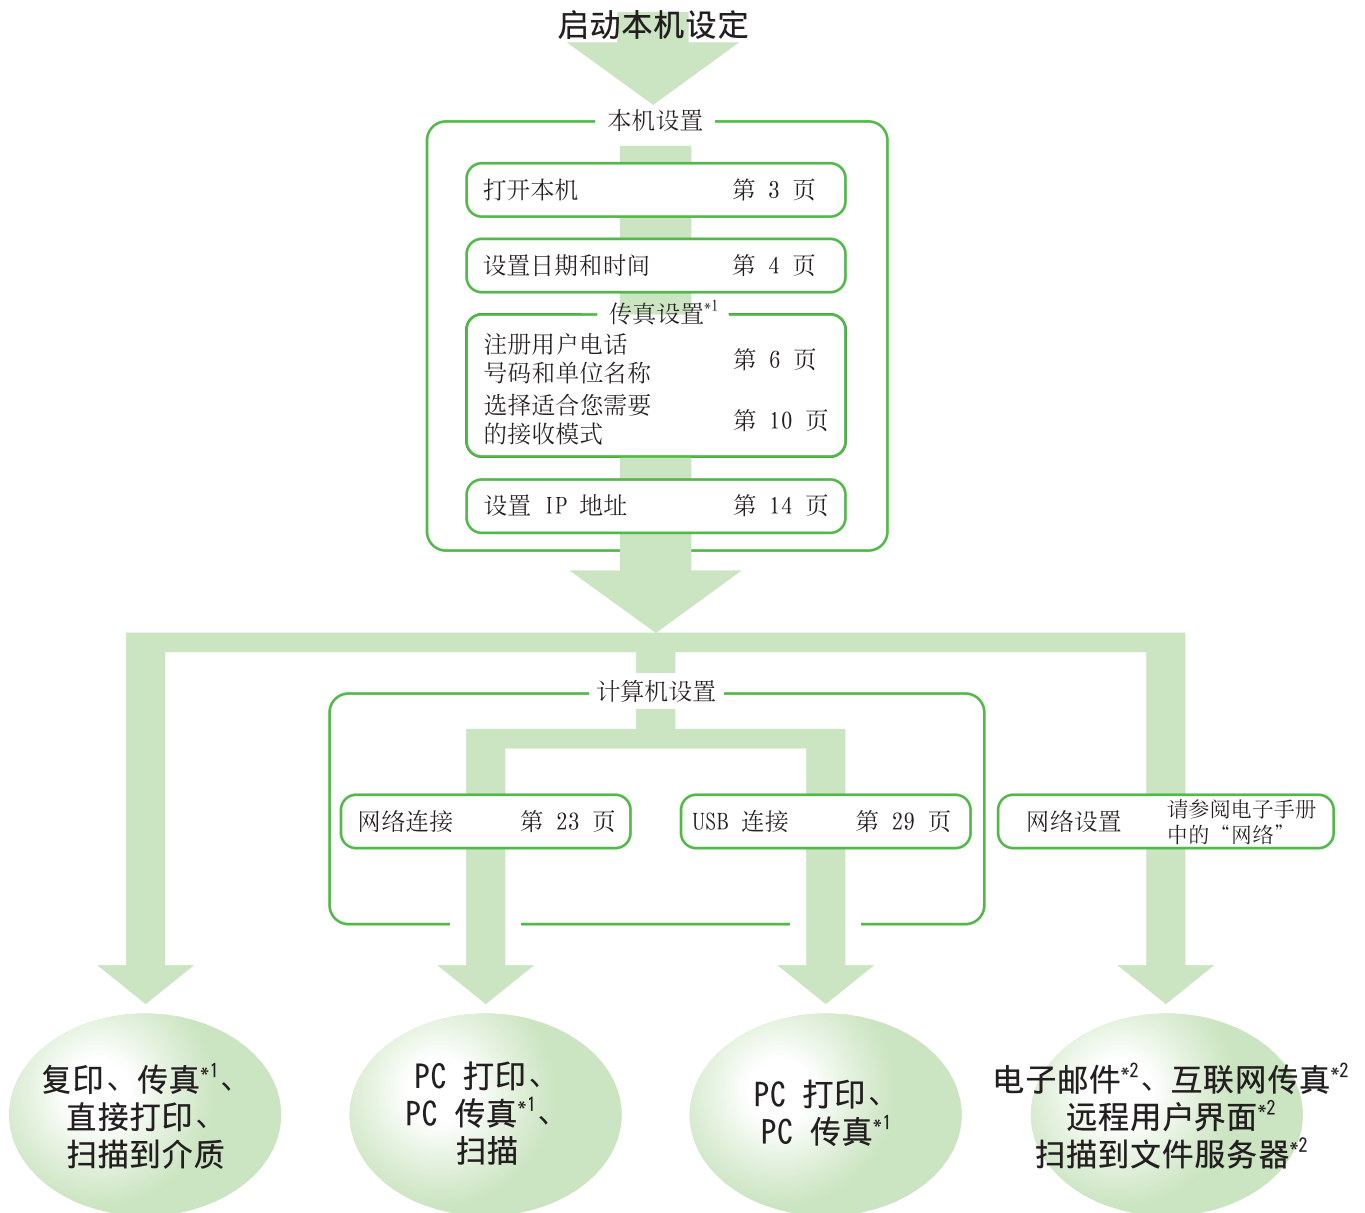 启动本机设定
本机设置
打开本机 第 3 页
设置日期和时间 第 4 页
传真设置*1
注册用户电话
号码和单位名称 第 6 页
选择适合您需要
的接收模式 第 10 页
设置 IP 地址 第 14 页
计算机设置
网络连接 第 23 页
USB 连接 第 29 页
网络设置
请参阅电子手册
中的“网络”
复印、传真*1、
直接打印、
扫描到介质
PC 打印、
PC 传真*1、
扫描
PC 打印、
PC 传真*1
电子邮件*2、互联网传真*2
远程用户界面*2
扫描到文件服务器*2